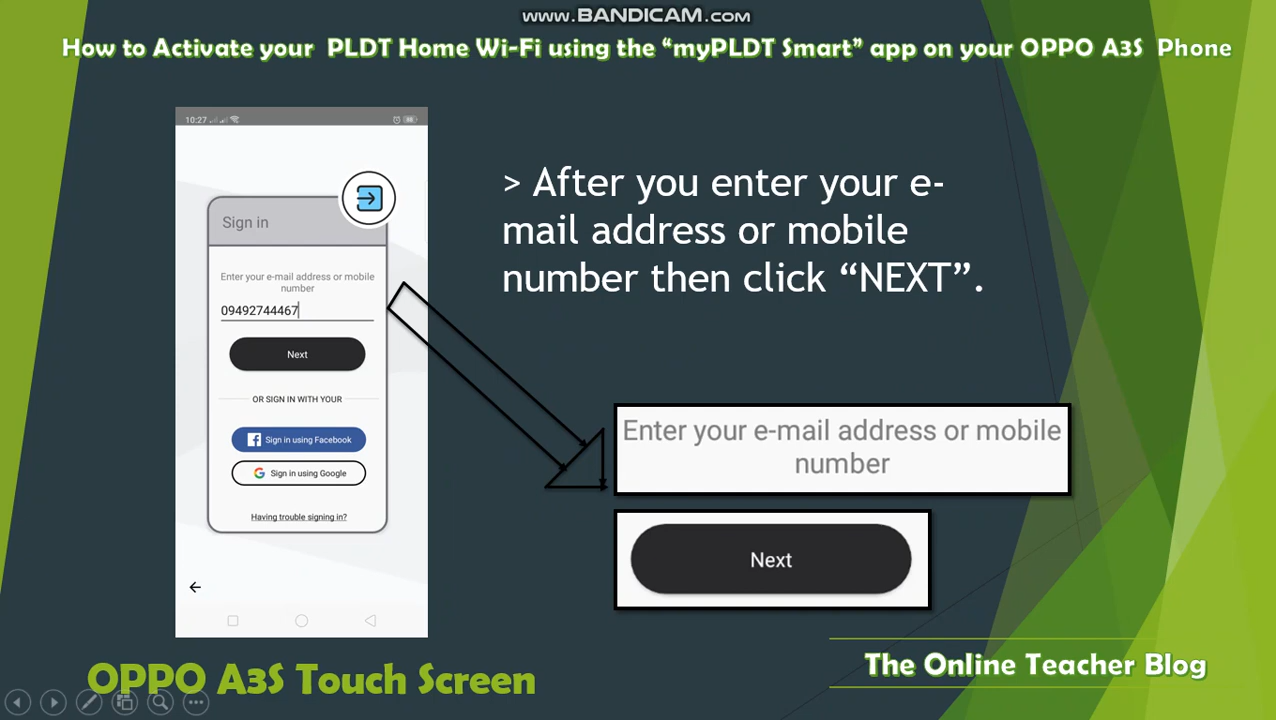 www.BANDICAM.com
How to Activate your PLDT Home Wi-Fi using the “myPLDT Smart” app on your OPPO A3S Phone
10:27
88
Sign in
Enter your e-mail address or mobile
number
09492744467
Next
OR SIGN IN WITH YOUR
Sign in using Facebook
Sign in using Google
Having trouble signing in?
> After you enter your e-
mail address or mobile
number then click “NEXT”.
Enter your e-mail address or mobile
number
Next
OPPO A3S Touch Screen
The Online Teacher Blog